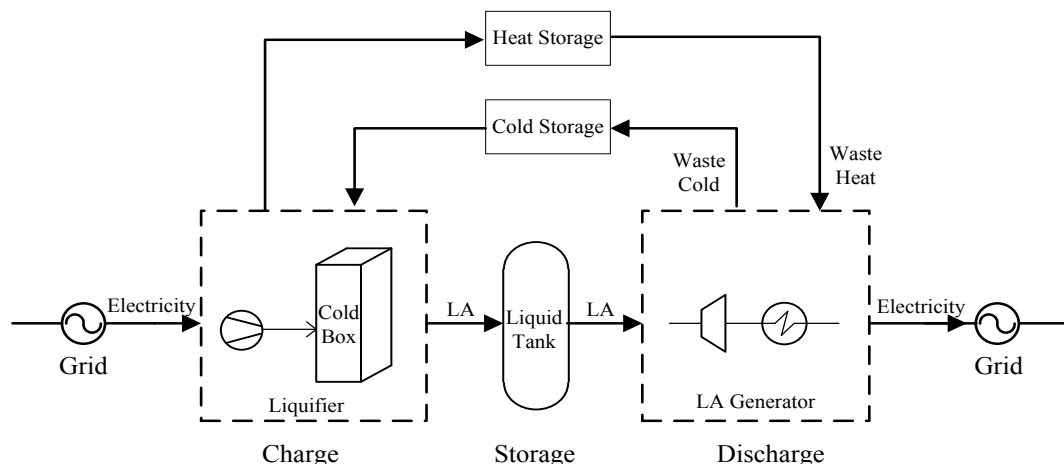 Heat Storage
Cold Storage
Waste
Cold
Waste
Heat
Electricity
Grid
Cold
Box
Liquifier
LA
Liquid
Tank
LA
LA Generator
Electricity
Grid
Charge
Storage
Discharge